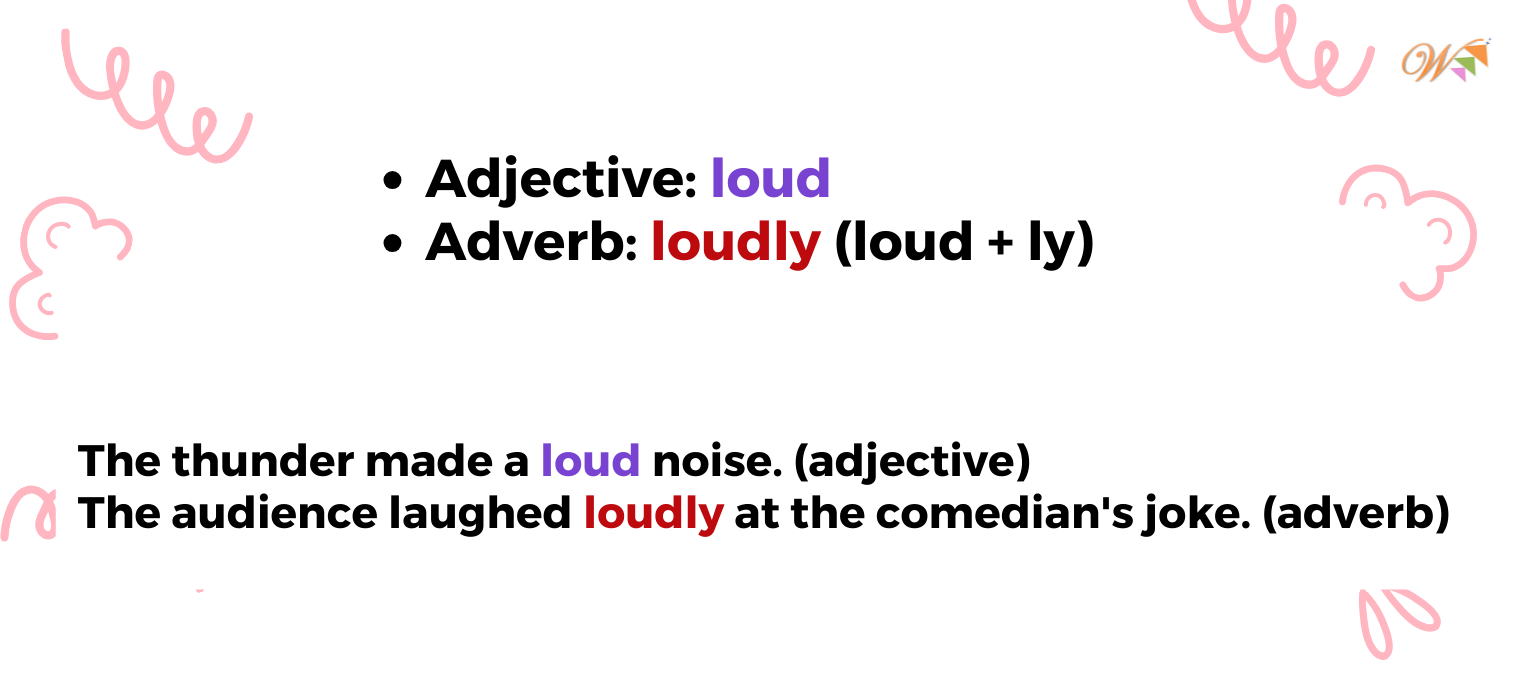 W
• Adjective: loud
• Adverb: loudly (loud + ly)
The thunder made a loud noise. (adjective)
The audience laughed loudly at the comedian's joke. (adverb)